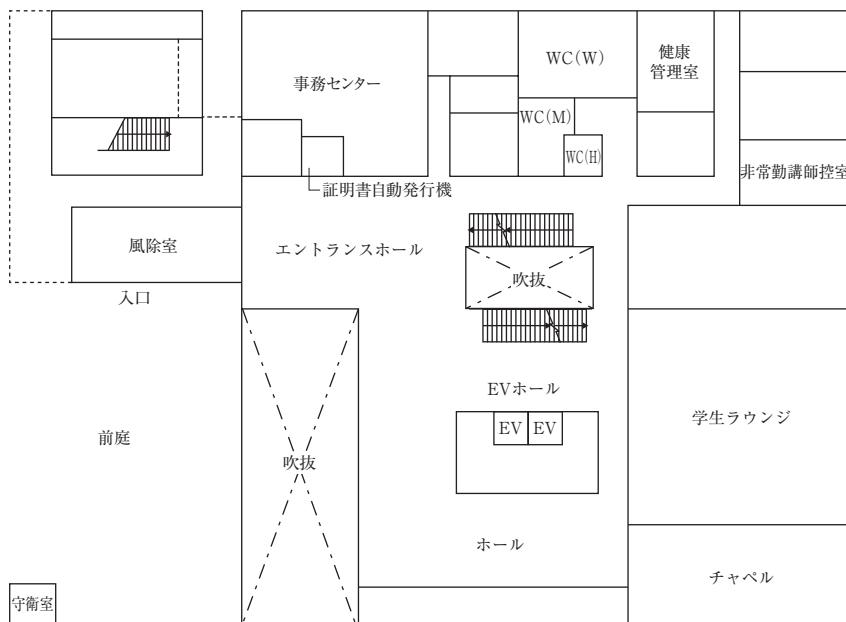 WC(W)
健康
管理室
事務センター
WC(M)
WC(H)
非常勤講師控室
証明書自動発行機
風除室
エントランスホール
吹抜
入口
EVホール
学生ラウンジ
EV
EV
前庭
吹抜
ホール
チャペル
守衛室